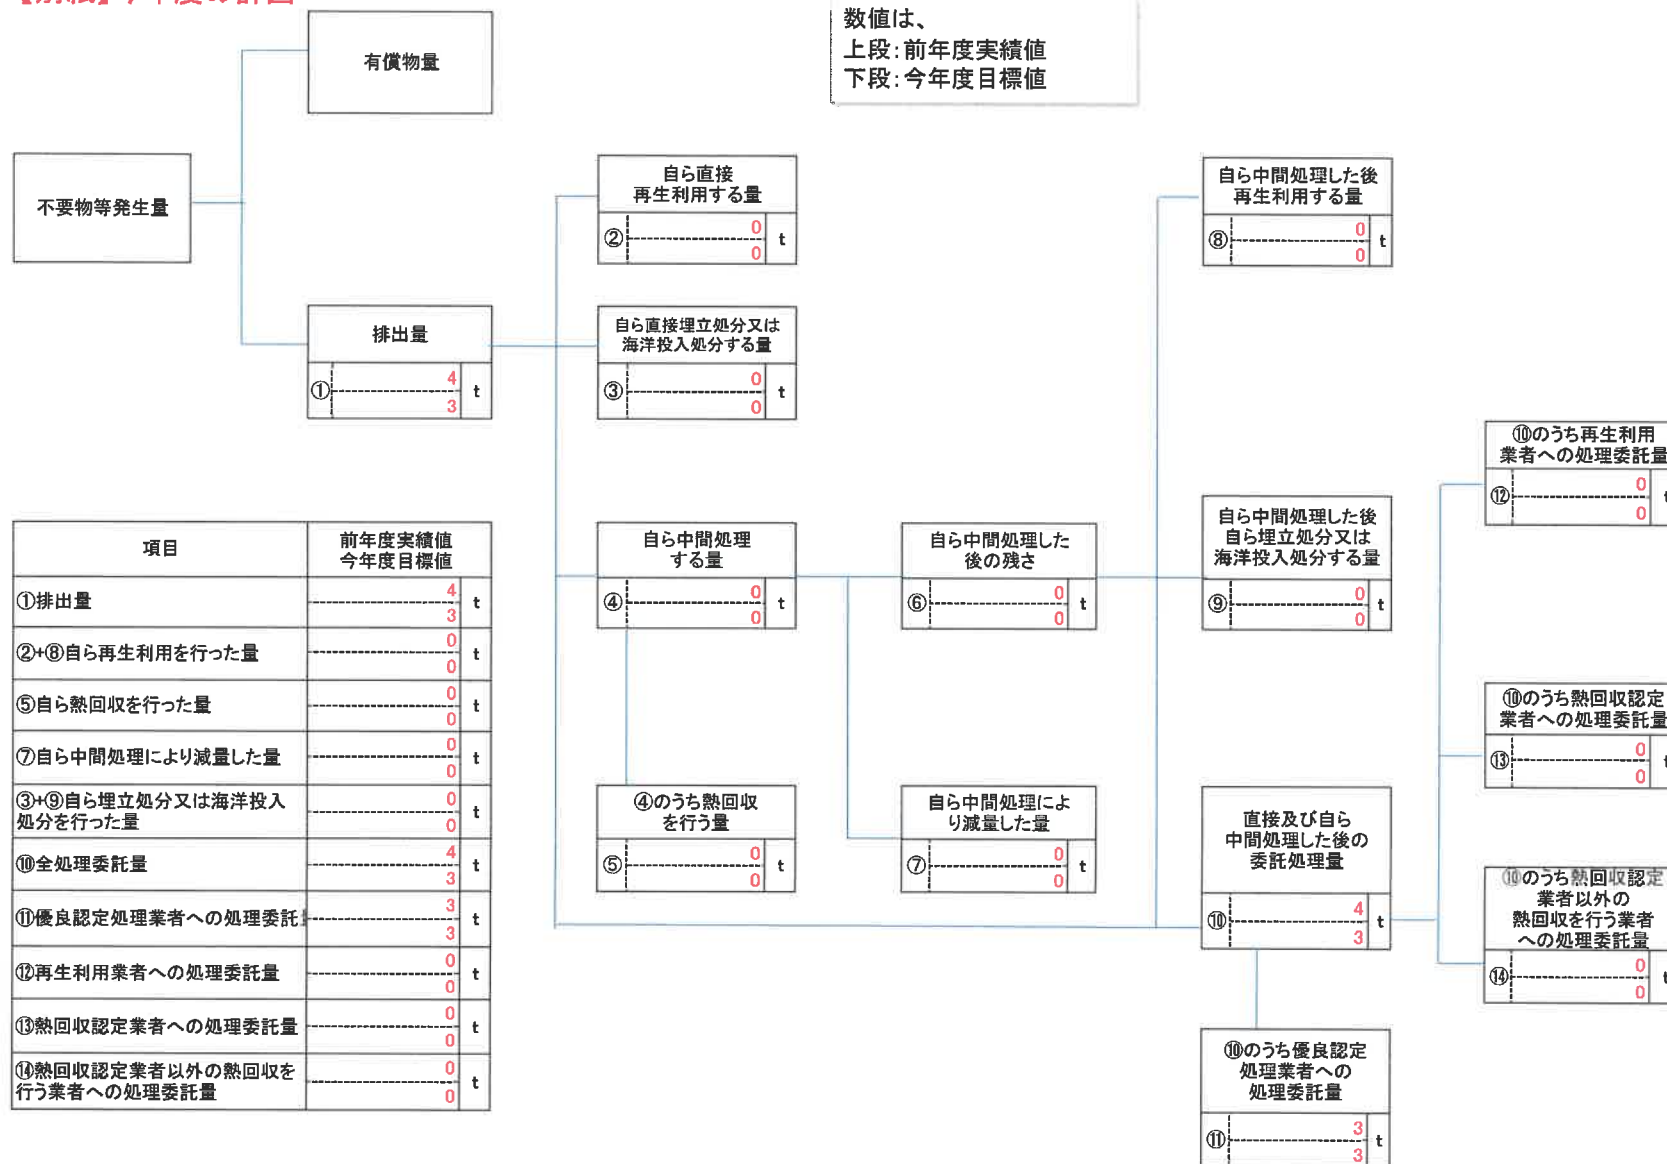 数値は、
上段:前年度実績値
下段:今年度目標値
有償物量
不要物等発生量
排出量
①
4
3
t
自ら直接
再生利用する量
②
0
0
t
自ら直接埋立処分又は
海洋投入処分する量
③
0
0
t
自ら中間処理
する量
④
0
0
t
④のうち熱回収
を行う量
⑤
0
0
t
自ら中間処理した
後の残さ
⑥
0
0
t
自ら中間処理によ
り減量した量
⑦
0
0
t
自ら中間処理した後
再生利用する量
⑧
0
0
t
自ら中間処理した後
自ら埋立処分又は
海洋投入処分する量
⑨
0
0
t
直接及び自ら
中間処理した後の
委託処理量
⑩
4
3
t
⑩のうち優良認定
処理業者への
処理委託量
⑪
3
3
t
⑩のうち再生利用
業者への処理委託量
⑫
0
0
t
⑩のうち熱回収認定
業者への処理委託量
⑬
0
0
t
⑩のうち熱回収認定
業者以外の
熱回収を行う業者
への処理委託量
⑭
0
0
t
項目
前年度実績値
今年度目標値
①排出量
4
3
t
②+⑧自ら再生利用を行った量
0
0
t
⑤自ら熱回収を行った量
0
0
t
⑦自ら中間処理により減量した量
0
0
t
③+⑨自ら埋立処分又は海洋投入
処分を行った量
0
0
t
⑩全処理委託量
4
3
t
⑪優良認定処理業者への処理委託
3
3
t
⑫再生利用業者への処理委託量
0
0
t
⑬熱回収認定業者への処理委託量
0
0
t
⑭熱回収認定業者以外の熱回収を
行う業者への処理委託量
0
0
t